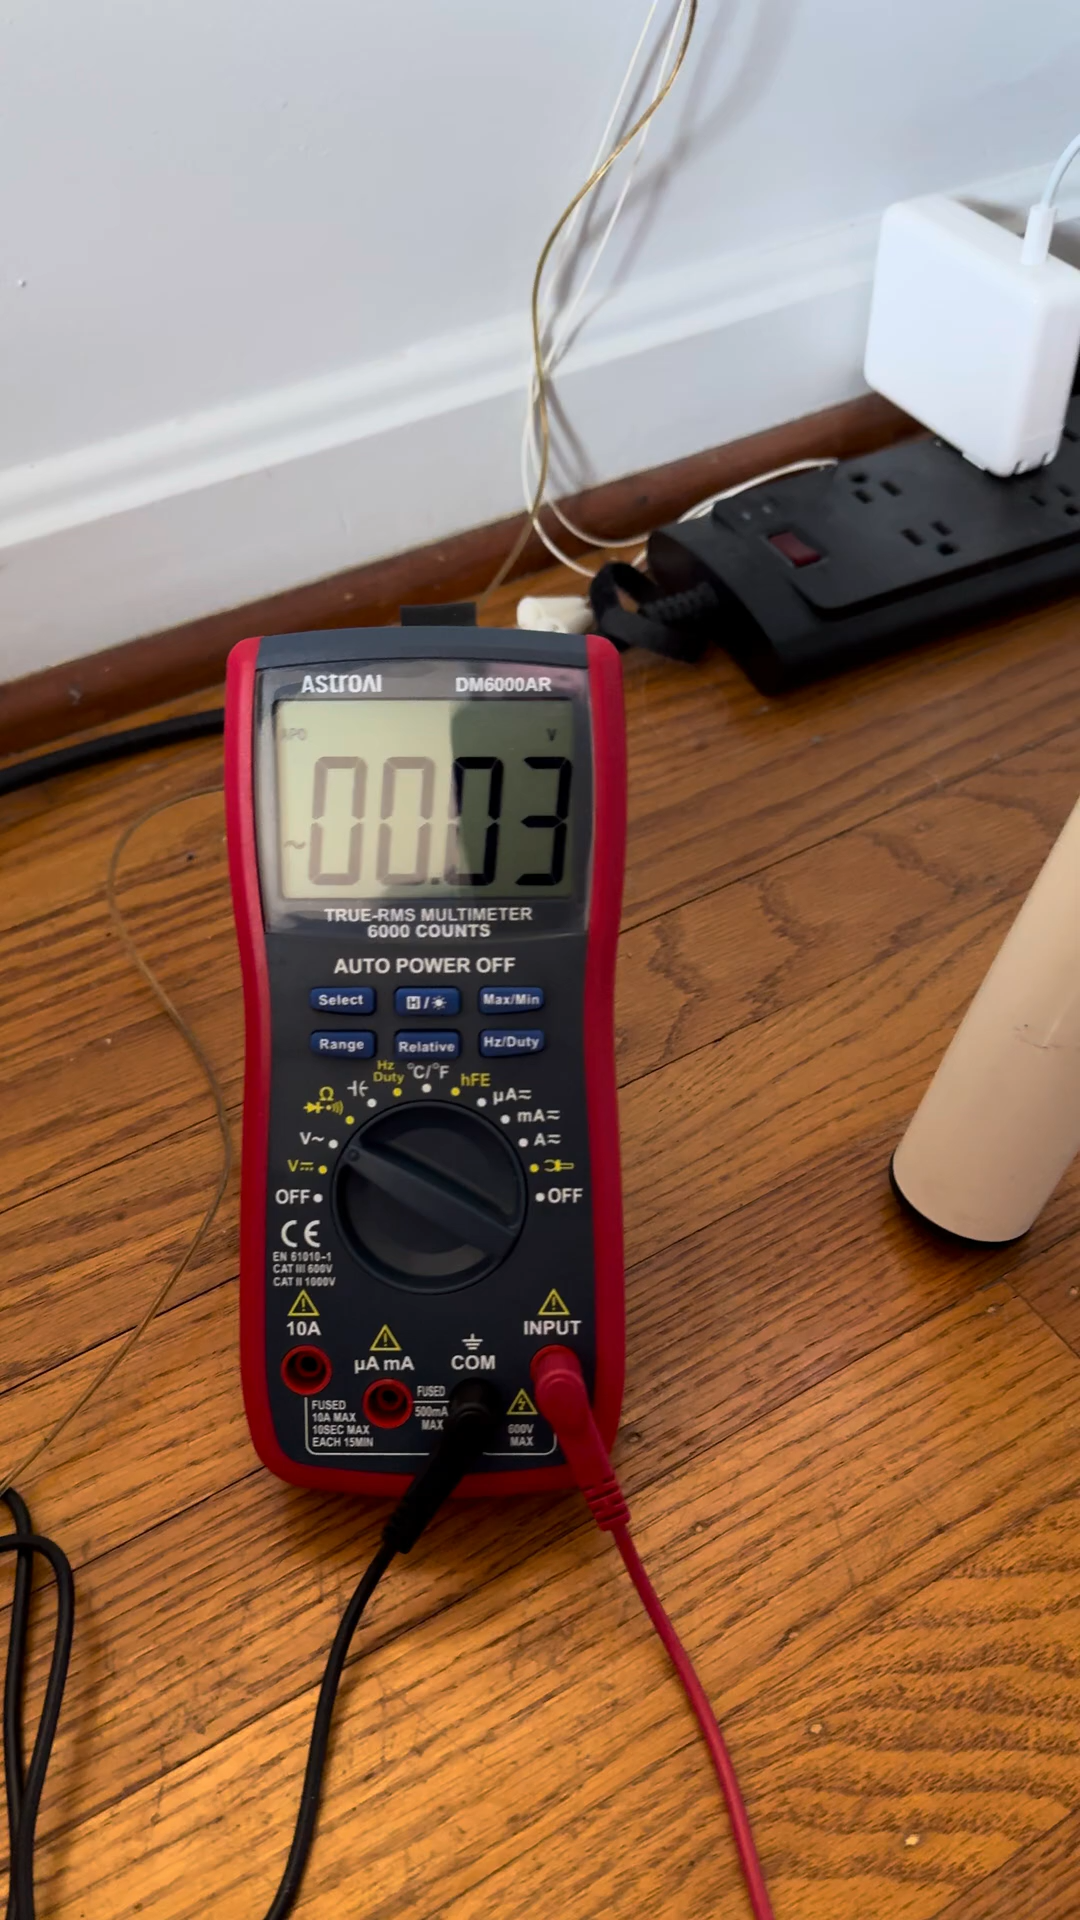 ASTROAI DM6000AR
APO V
~ 00.03
TRUE-RMS MULTIMETER
6000 COUNTS
AUTO POWER OFF
Select H/☀ Max/Min
Range Relative Hz/Duty
Hz
Duty °C/°F hFE
Ω µA≂
mA≂
V~ A≂
V⎓
OFF OFF
CE
EN 61010-1
CAT III 600V
CAT II 1000V
10A µA mA COM INPUT
FUSED
10A MAX
10SEC MAX
EACH 15MIN
FUSED
500mA
MAX
600V
MAX